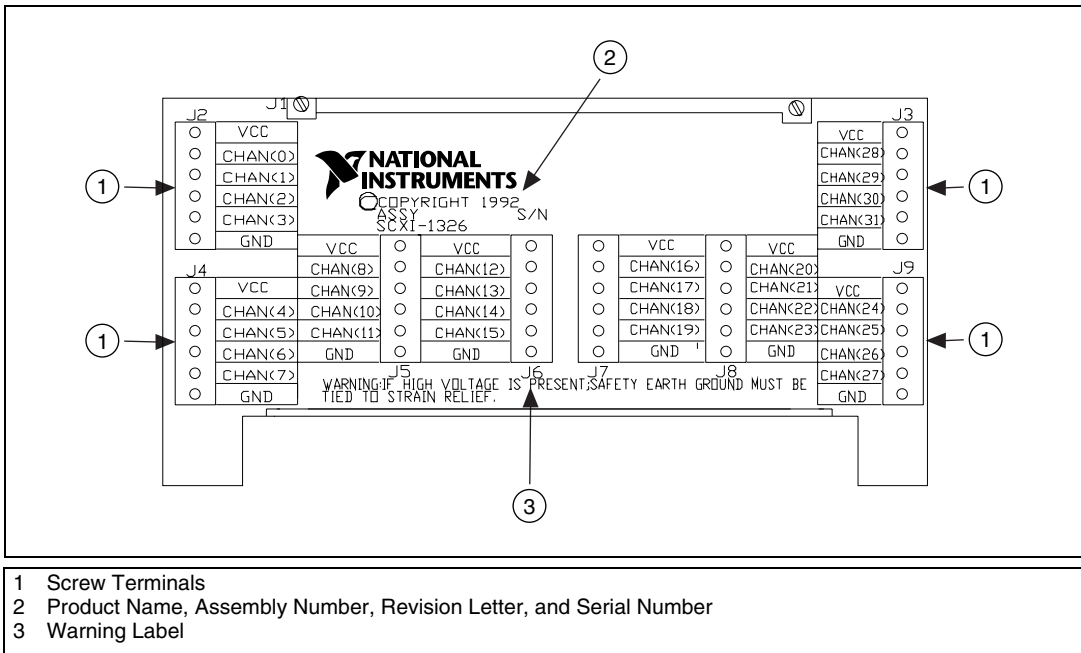 2
J1
J2
VCC
CHAN(0)
CHAN(1)
CHAN(2)
CHAN(3)
GND
1
NATIONAL
INSTRUMENTS
COPYRIGHT 1992
ASSY S/N
SCXI-1326
J3
VCC
CHAN(28)
CHAN(29)
CHAN(30)
CHAN(31)
GND
1
J4
VCC
CHAN(4)
CHAN(5)
CHAN(6)
CHAN(7)
GND
1
VCC
CHAN(8)
CHAN(9)
CHAN(10)
CHAN(11)
GND
J5
VCC
CHAN(12)
CHAN(13)
CHAN(14)
CHAN(15)
GND
J6
J7
VCC
CHAN(16)
CHAN(17)
CHAN(18)
CHAN(19)
GND
J8
VCC
CHAN(20)
CHAN(21)
CHAN(22)
CHAN(23)
GND
J9
VCC
CHAN(24)
CHAN(25)
CHAN(26)
CHAN(27)
GND
1
WARNING:IF HIGH VOLTAGE IS PRESENT,SAFETY EARTH GROUND MUST BE
TIED TO STRAIN RELIEF.
3
1 Screw Terminals
2 Product Name, Assembly Number, Revision Letter, and Serial Number
3 Warning Label